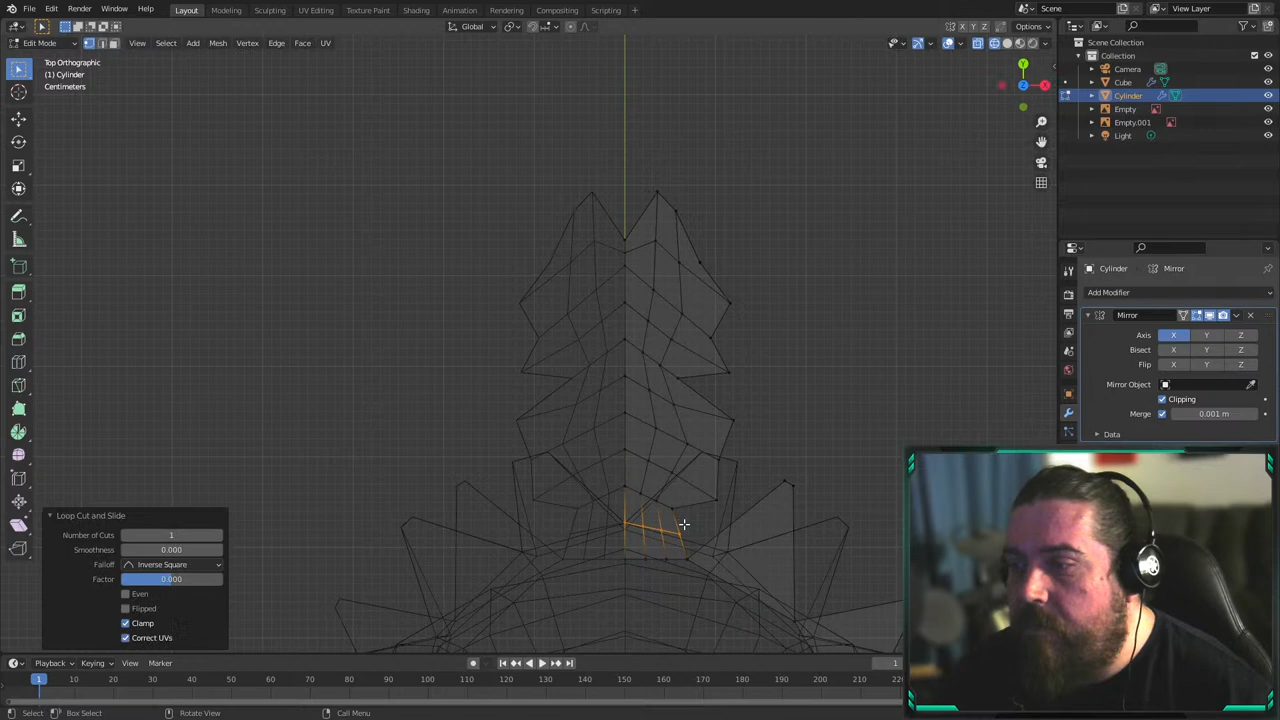 File Edit Render Window Help
Layout Modeling Sculpting UV Editing Texture Paint Shading Animation Rendering Compositing Scripting +
Scene View Layer
Global X Y Z Options
Edit Mode View Select Add Mesh Vertex Edge Face UV
Top Orthographic
(1) Cylinder
Centimeters
Y
Z X
Scene Collection
Collection
Camera
Cube
Cylinder
Empty
Empty.001
Light
Cylinder Mirror
Add Modifier
Mirror
Axis X Y Z
Bisect X Y Z
Flip X Y Z
Mirror Object
Clipping
Merge 0.001 m
Data
Loop Cut and Slide
Number of Cuts 1
Smoothness 0.000
Falloff Inverse Square
Factor 0.000
Even
Flipped
Clamp
Correct UVs
Playback Keying View Marker 1
1 10 20 30 40 50 60 70 80 90 100 110 120 130 140 150 160 170 180 190 200 210 220
Select Box Select Rotate View Call Menu